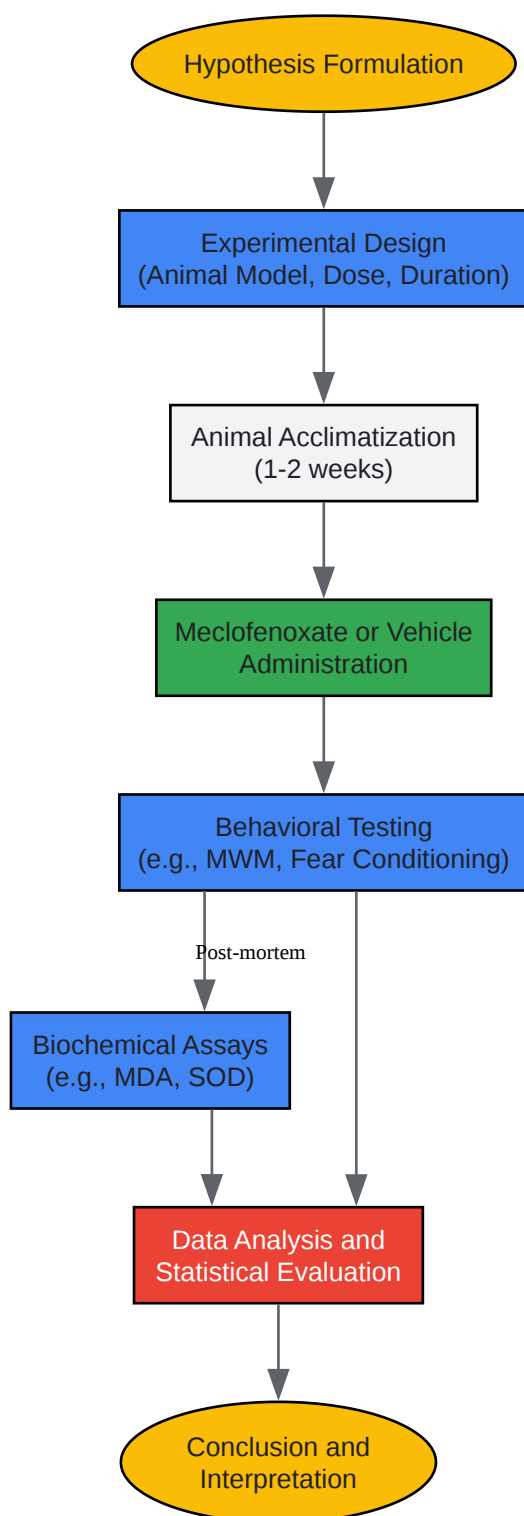 Hypothesis Formulation
Experimental Design
(Animal Model, Dose, Duration)
Animal Acclimatization
(1-2 weeks)
Meclofenoxate or Vehicle
Administration
Behavioral Testing
(e.g., MWM, Fear Conditioning)
Post-mortem
Biochemical Assays
(e.g., MDA, SOD)
Data Analysis and
Statistical Evaluation
Conclusion and
Interpretation